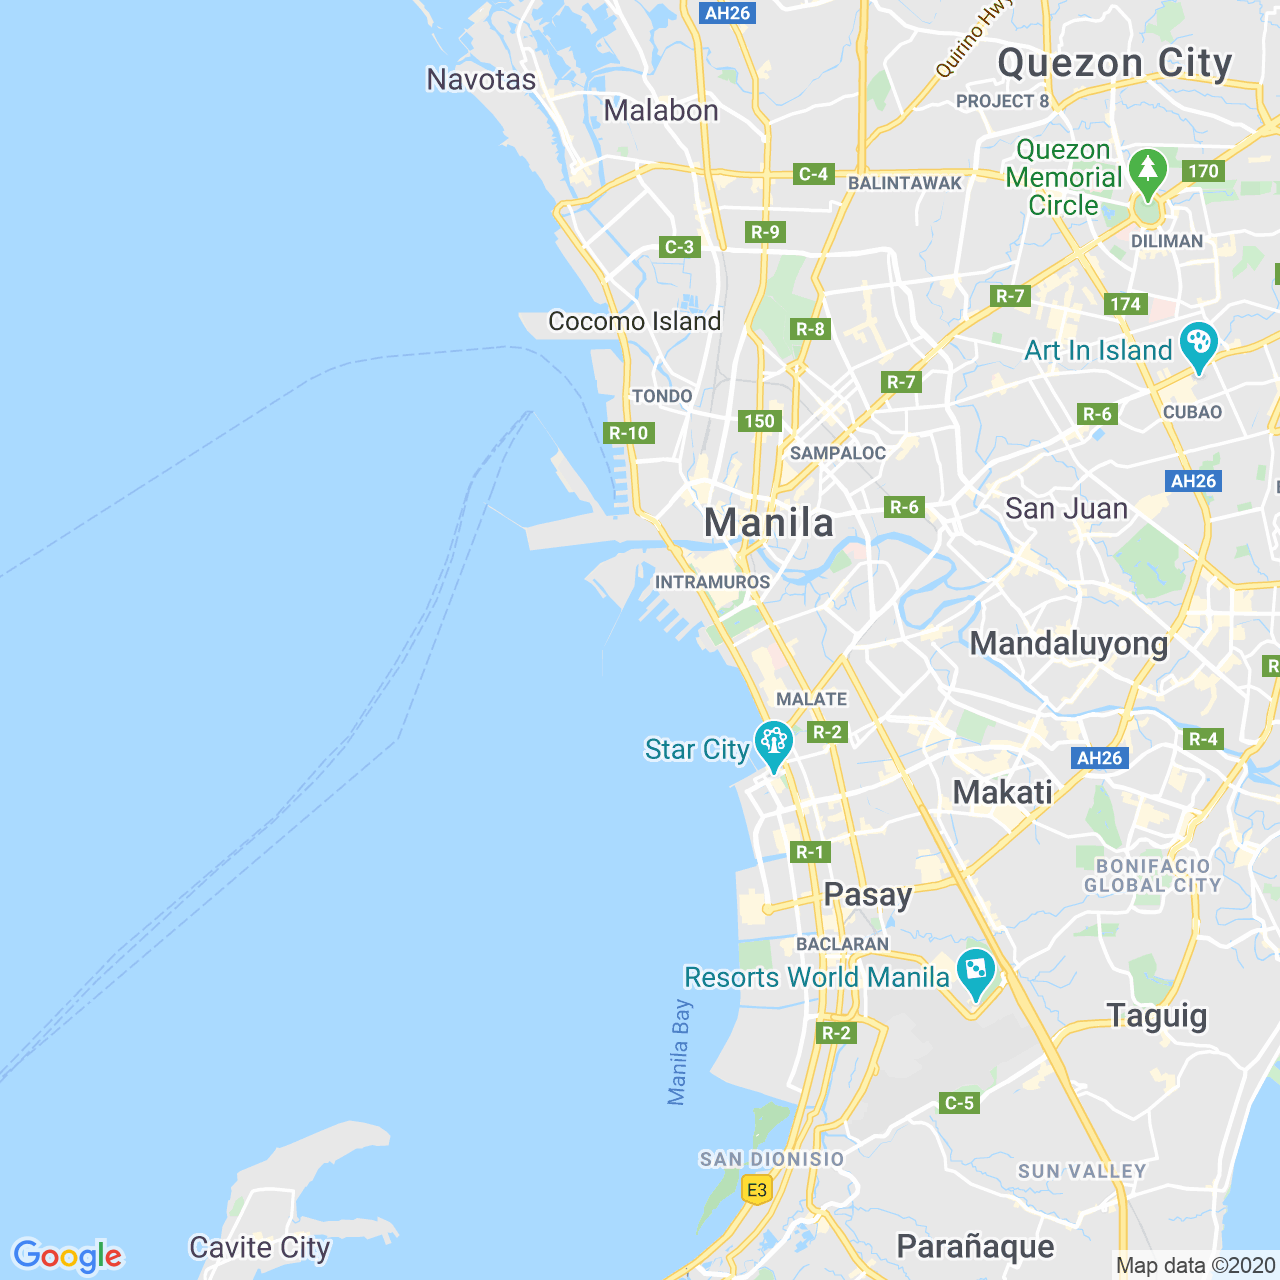 AH26
Quirino Hwy
Quezon City
Navotas
PROJECT 8
Malabon
Quezon
Memorial
Circle
170
C-4
BALINTAWAK
R-9
C-3
DILIMAN
R-7
174
Cocomo Island
R-8
Art In Island
R-7
TONDO
CUBAO
R-6
150
R-10
SAMPALOC
AH26
R-6
San Juan
Manila
INTRAMUROS
Mandaluyong
MALATE
R-2
Star City
R-4
AH26
Makati
R-1
BONIFACIO
GLOBAL CITY
Pasay
BACLARAN
Resorts World Manila
Manila Bay
Taguig
R-2
C-5
SAN DIONISIO
SUN VALLEY
E3
Cavite City
Parañaque
Google
Map data ©2020